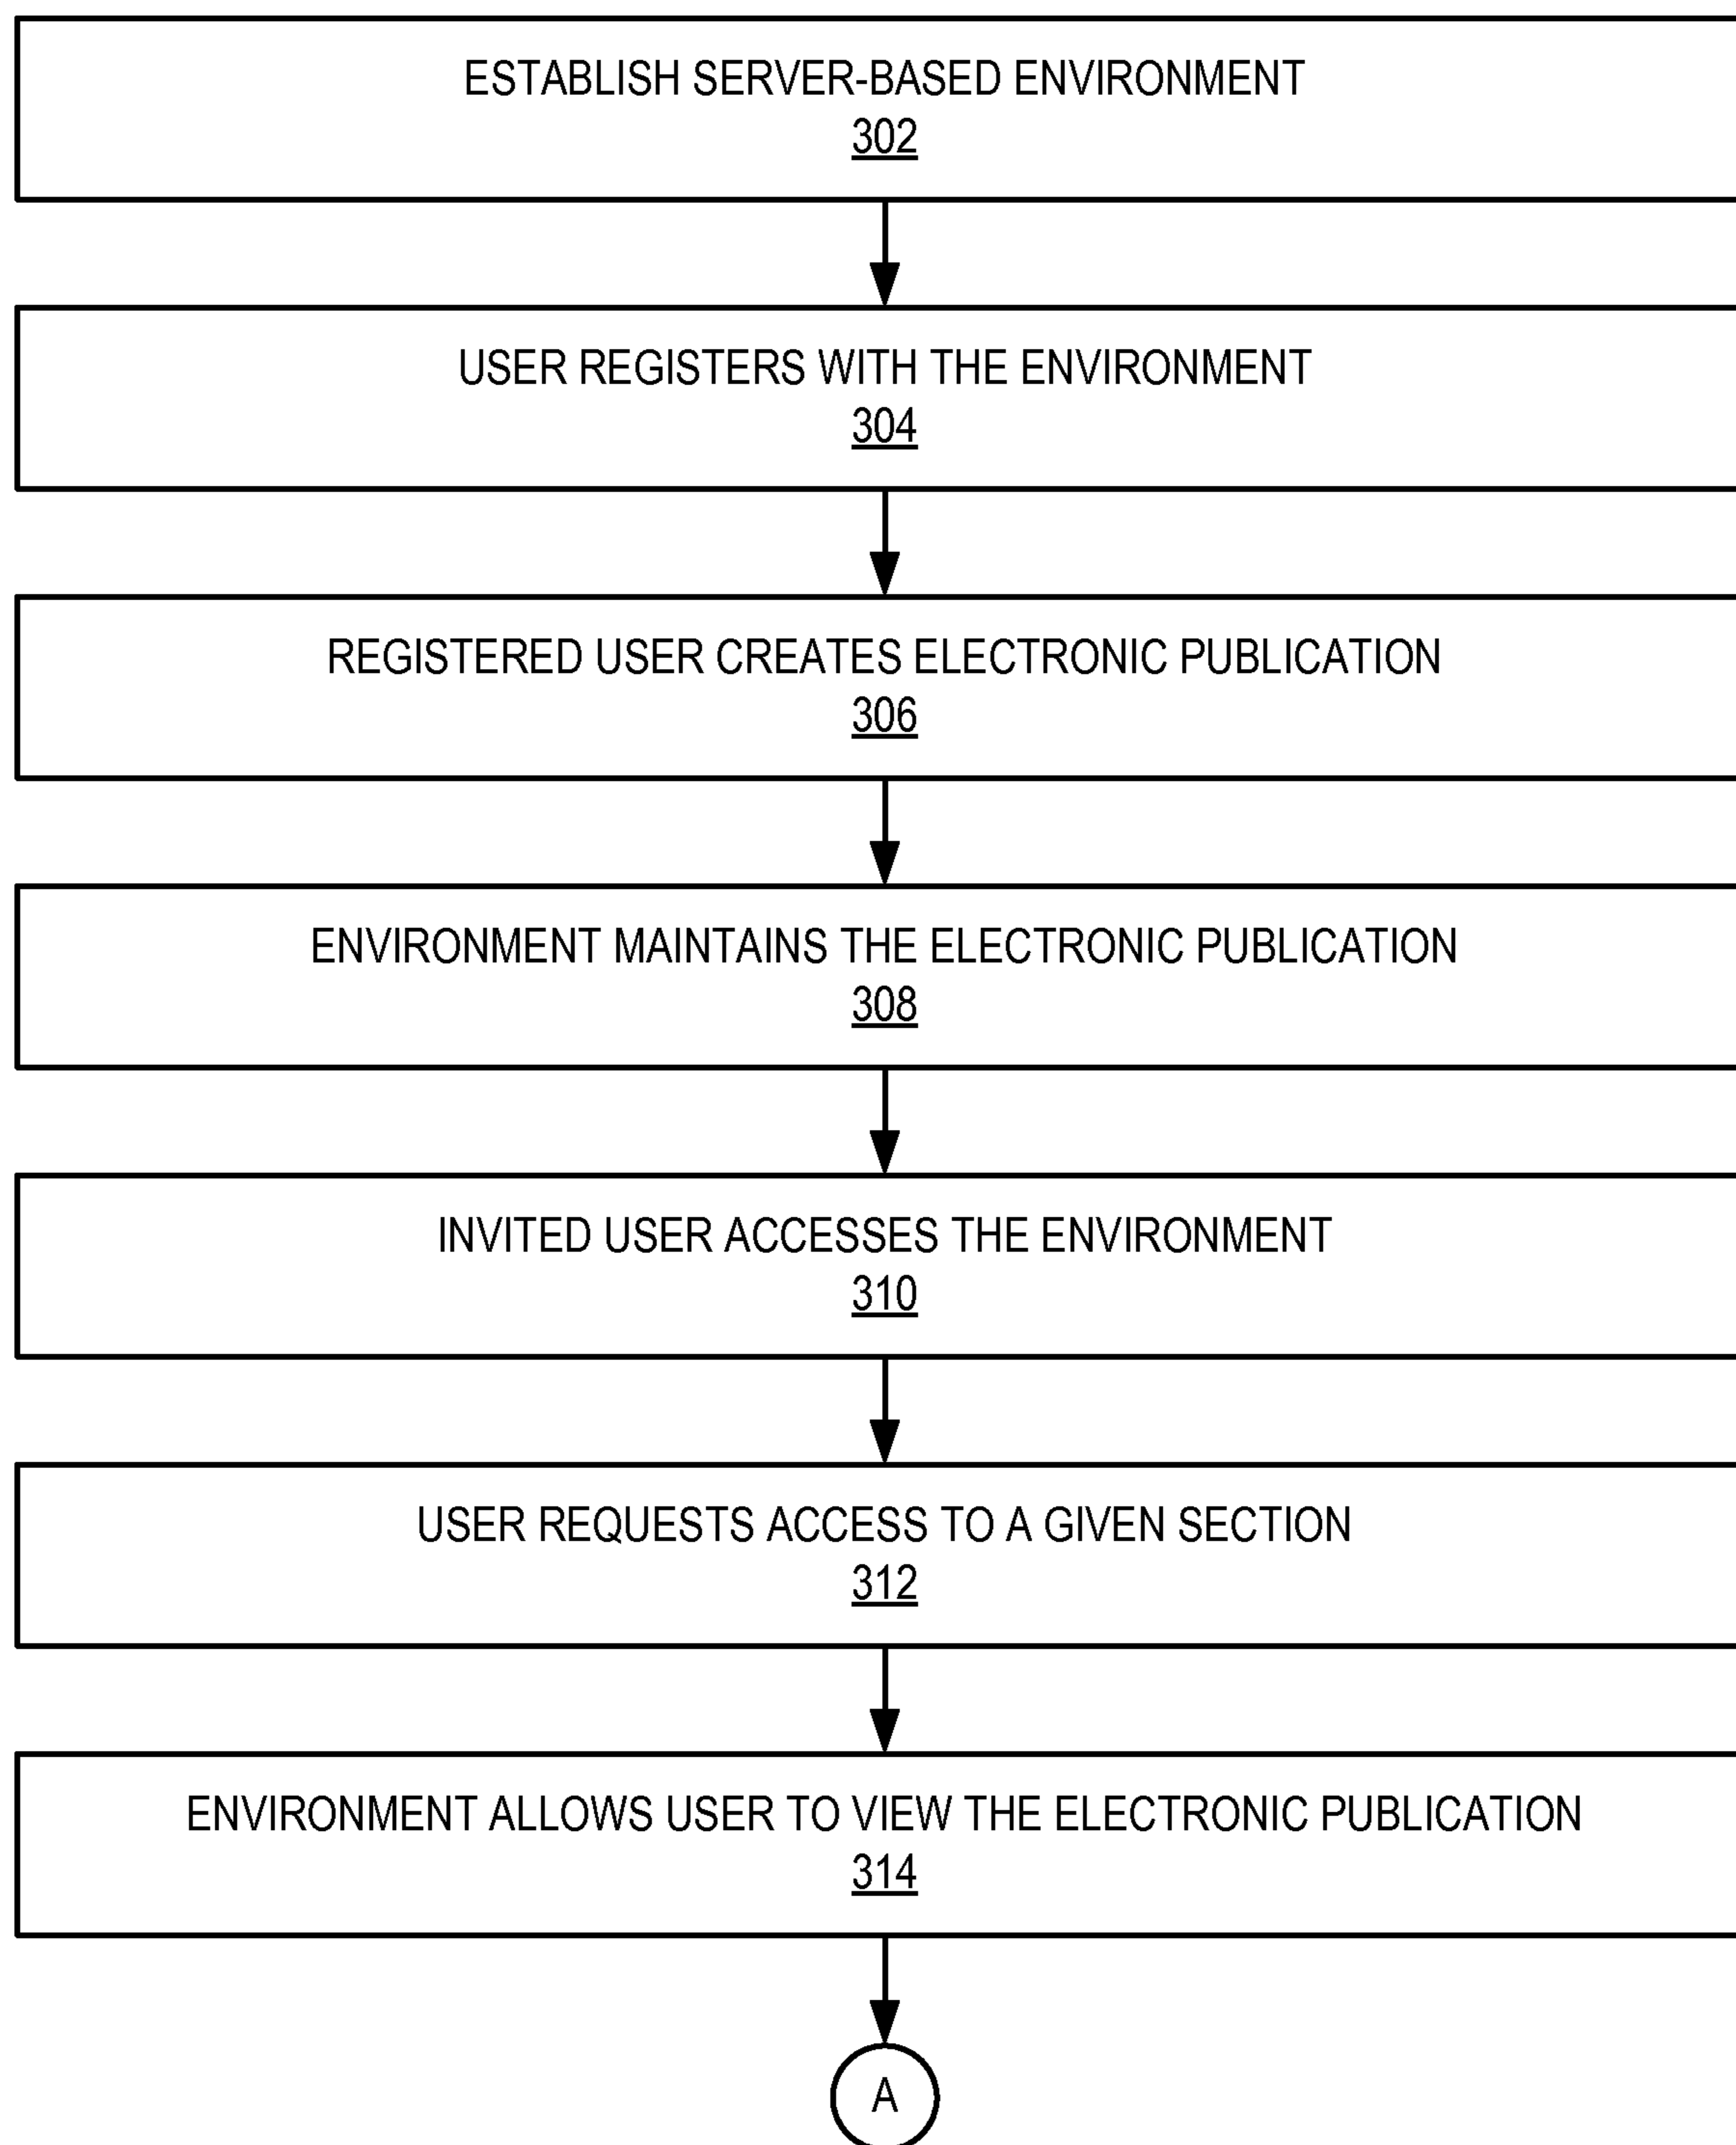 ESTABLISH SERVER-BASED ENVIRONMENT
302
USER REGISTERS WITH THE ENVIRONMENT
304
REGISTERED USER CREATES ELECTRONIC PUBLICATION
306
ENVIRONMENT MAINTAINS THE ELECTRONIC PUBLICATION
308
INVITED USER ACCESSES THE ENVIRONMENT
310
USER REQUESTS ACCESS TO A GIVEN SECTION
312
ENVIRONMENT ALLOWS USER TO VIEW THE ELECTRONIC PUBLICATION
314
A